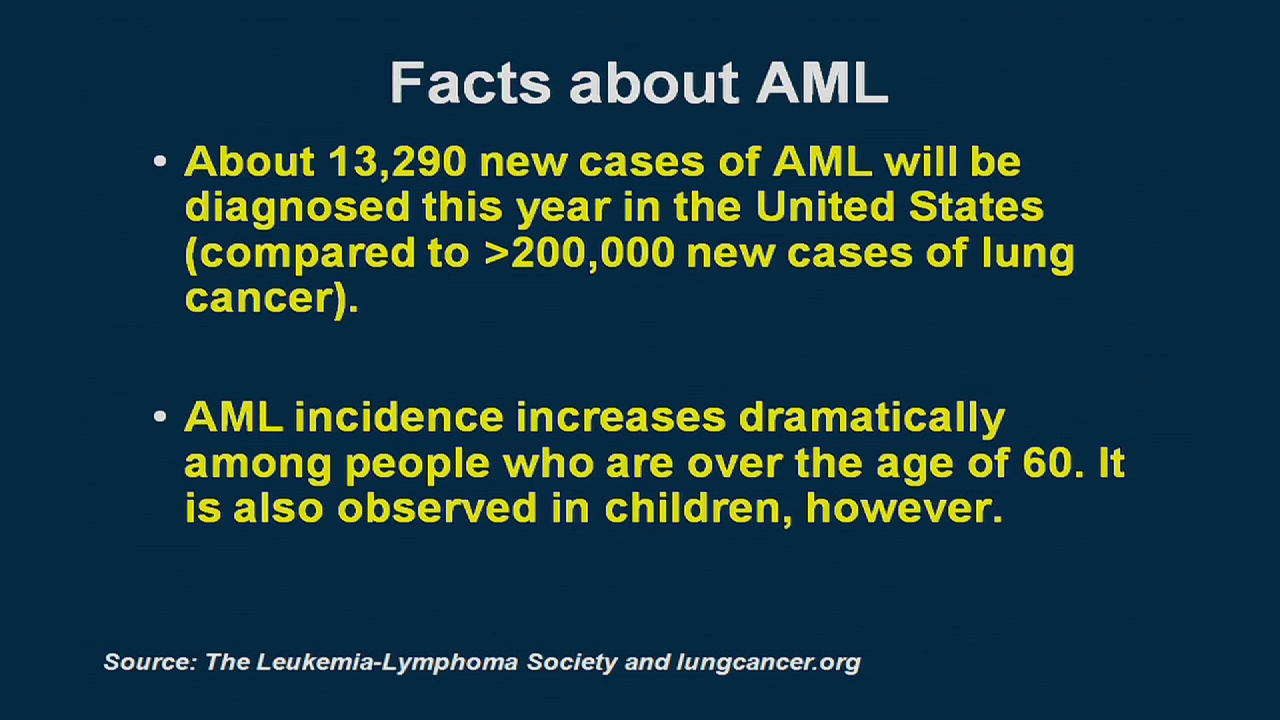 Facts about AML
• About 13,290 new cases of AML will be
diagnosed this year in the United States
(compared to >200,000 new cases of lung
cancer).
• AML incidence increases dramatically
among people who are over the age of 60. It
is also observed in children, however.
Source: The Leukemia-Lymphoma Society and lungcancer.org